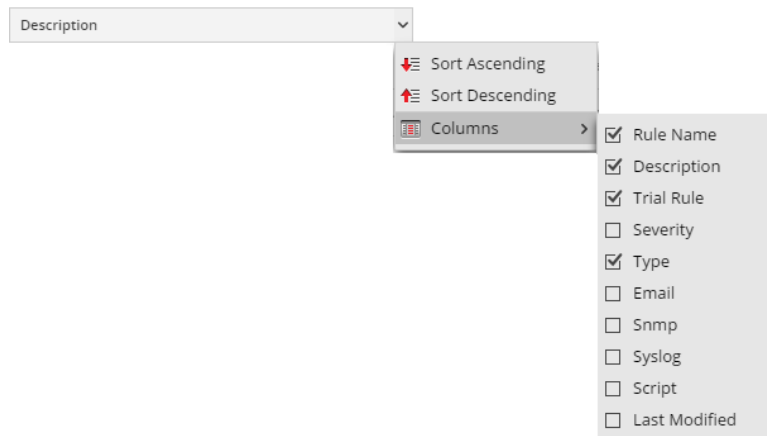 Description
Sort Ascending
Sort Descending
Columns
Rule Name
Description
Trial Rule
Severity
Type
Email
Snmp
Syslog
Script
Last Modified